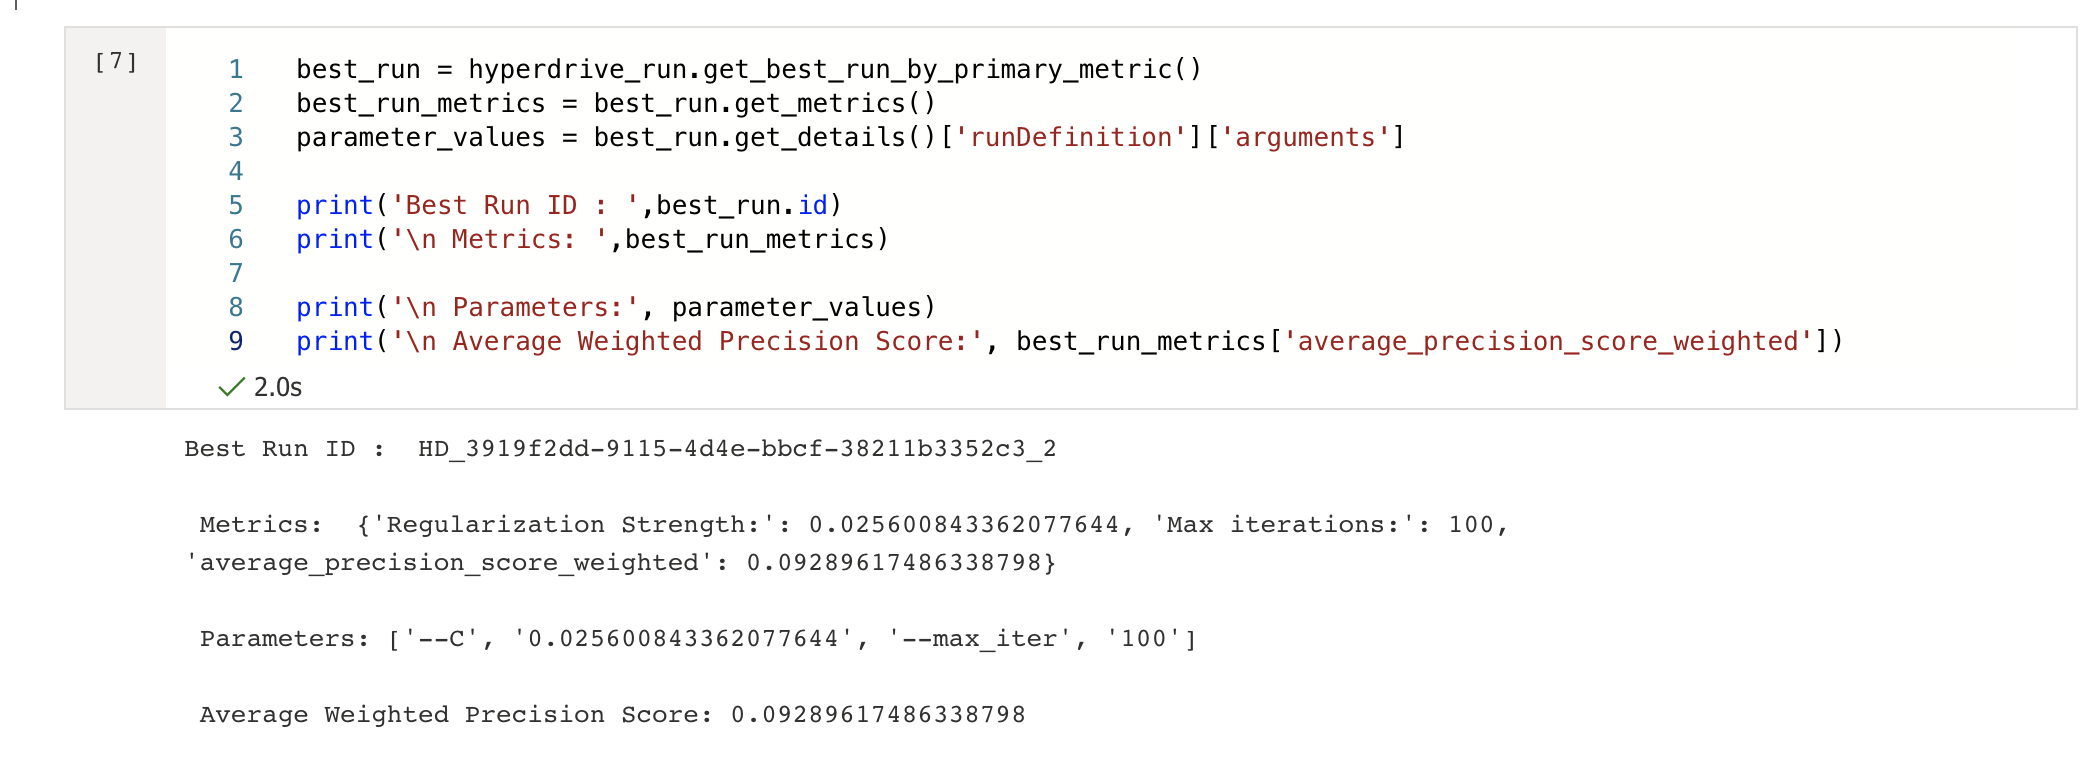 [7]
1 best_run = hyperdrive_run.get_best_run_by_primary_metric()
2 best_run_metrics = best_run.get_metrics()
3 parameter_values = best_run.get_details()['runDefinition']['arguments']
4
5 print('Best Run ID : ',best_run.id)
6 print('\n Metrics: ',best_run_metrics)
7
8 print('\n Parameters:', parameter_values)
9 print('\n Average Weighted Precision Score:', best_run_metrics['average_precision_score_weighted'])
2.0s
Best Run ID :  HD_3919f2dd-9115-4d4e-bbcf-38211b3352c3_2
Metrics:  {'Regularization Strength:': 0.025600843362077644, 'Max iterations:': 100,
'average_precision_score_weighted': 0.09289617486338798}
Parameters: ['--C', '0.025600843362077644', '--max_iter', '100']
Average Weighted Precision Score: 0.09289617486338798